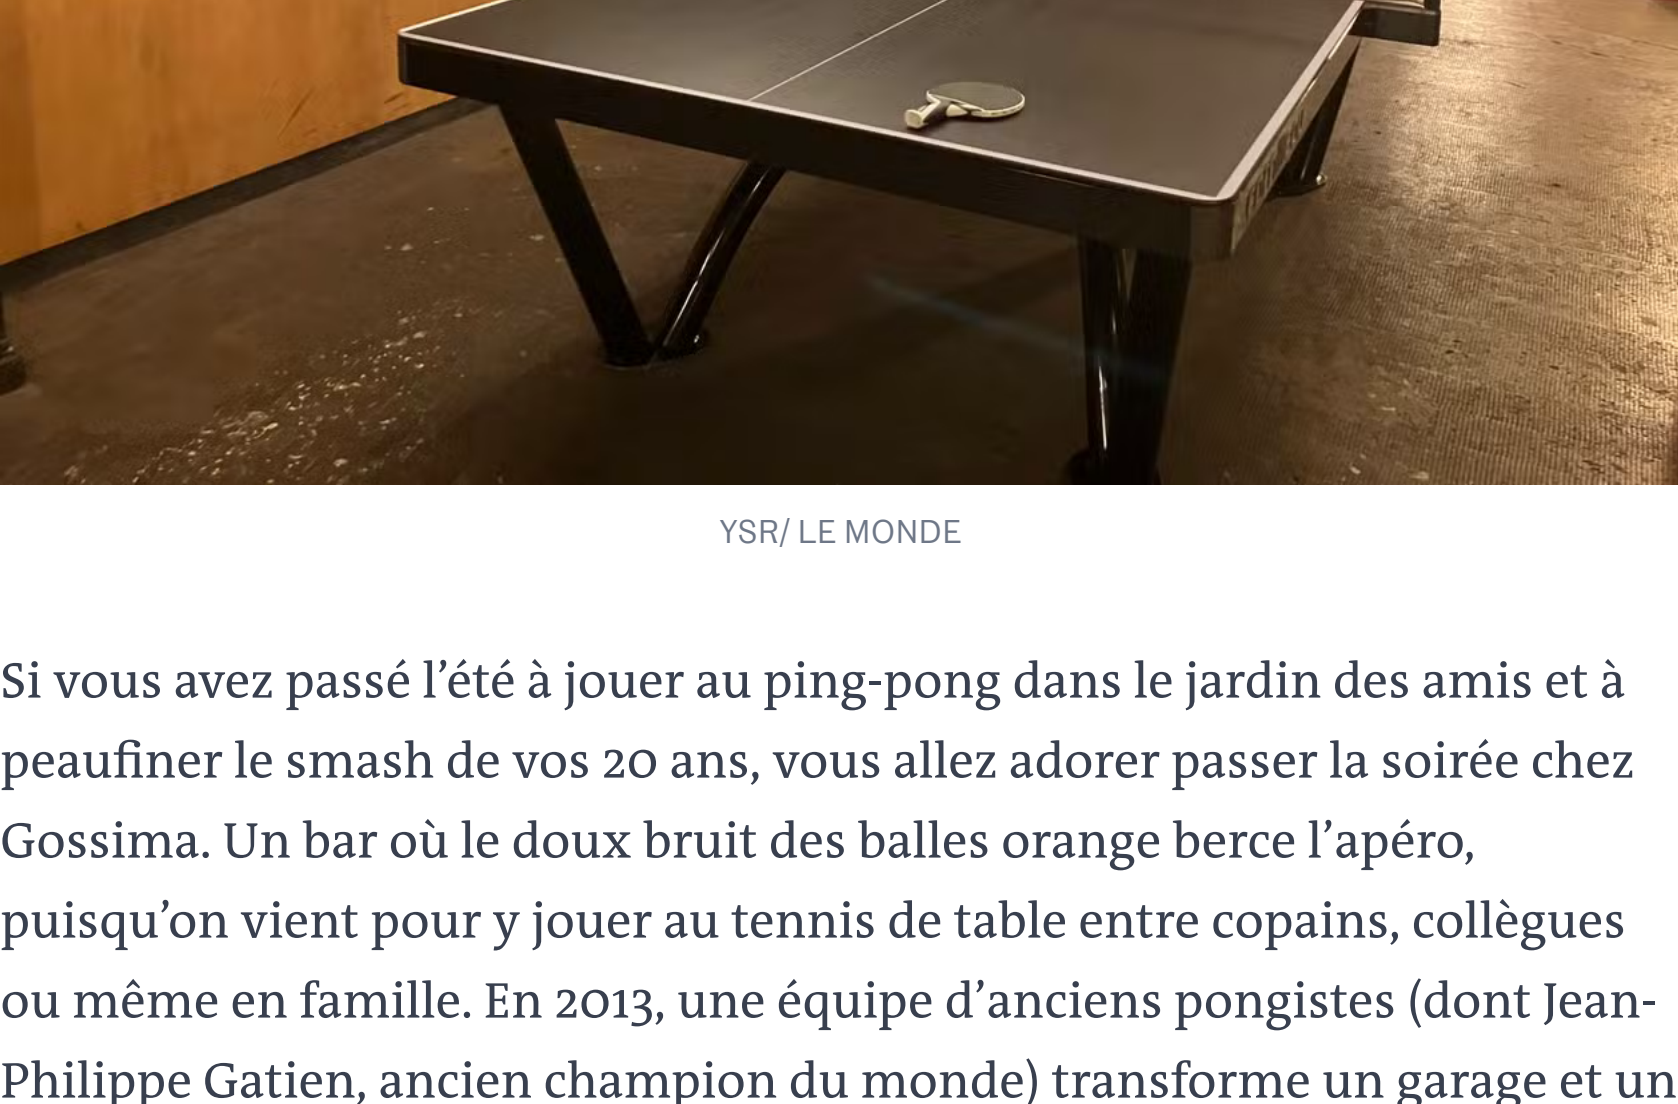 YSR/ LE MONDE
Si vous avez passé l’été à jouer au ping-pong dans le jardin des amis et à
peaufiner le smash de vos 20 ans, vous allez adorer passer la soirée chez
Gossima. Un bar où le doux bruit des balles orange berce l’apéro,
puisqu’on vient pour y jouer au tennis de table entre copains, collègues
ou même en famille. En 2013, une équipe d’anciens pongistes (dont Jean-
Philippe Gatien, ancien champion du monde) transforme un garage et un